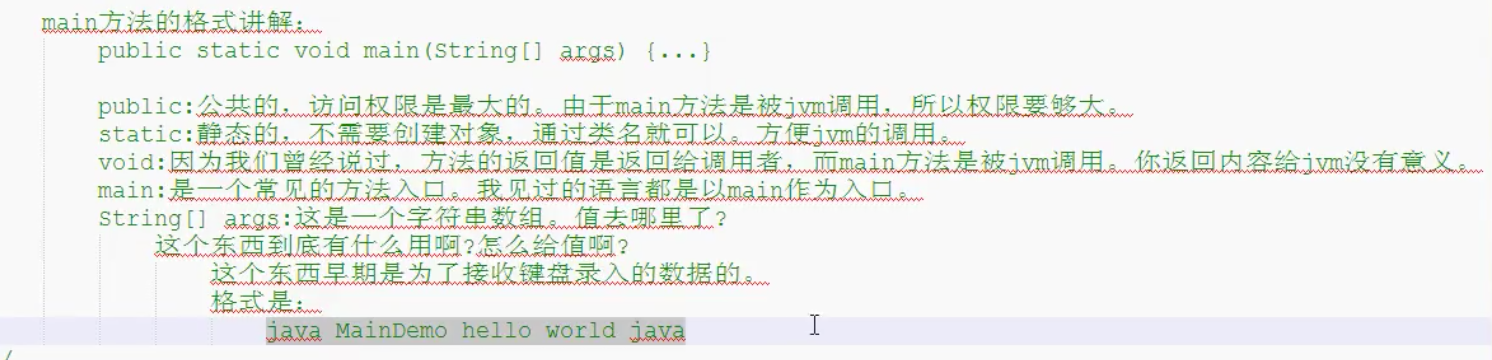 main方法的格式讲解:
public static void main(String[] args) {...}
public:公共的，访问权限是最大的。由于main方法是被jvm调用，所以权限要够大。
static:静态的，不需要创建对象，通过类名就可以。方便jvm的调用。
void:因为我们曾经说过，方法的返回值是返回给调用者，而main方法是被jvm调用。你返回内容给jvm没有意义。
main:是一个常见的方法入口。我见过的语言都是以main作为入口。
String[] args:这是一个字符串数组。值去哪里了?
这个东西到底有什么用啊?怎么给值啊?
这个东西早期是为了接收键盘录入的数据的。
格式是:
java MainDemo hello world java
/